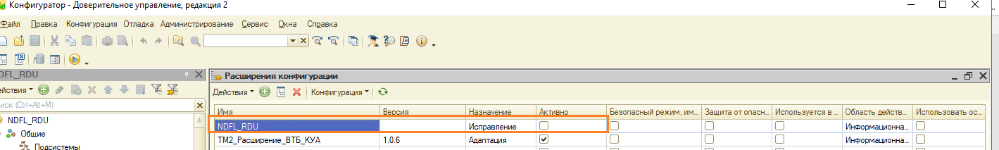 Конфигуратор - Доверительное управление, редакция 2
Файл Правка Конфигурация Отладка Администрирование Сервис Окна Справка
DFL_RDU
Расширения конфигурации
Действия
Действия Конфигурация
иск (Ctrl+Alt+M)
Имя Версия Назначение Активно Безопасный режим, им... Защита от опасн... Используется в ... Область действ... Использовать ос...
NDFL_RDU
NDFL_RDU Исправление Информационна...
Общие
TM2_Расширение_ВТБ_КУА 1.0.6 Адаптация Информационна...
Подсистемы